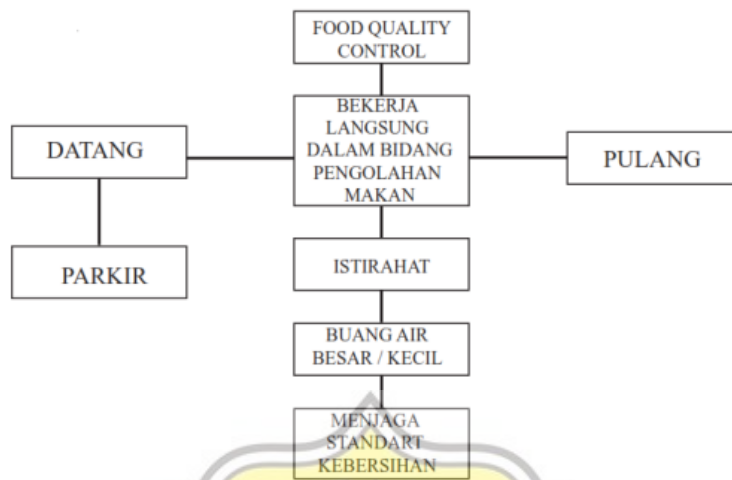 FOOD QUALITY
CONTROL
BEKERJA
LANGSUNG
DALAM BIDANG
PENGOLAHAN
MAKAN
DATANG
PULANG
PARKIR
ISTIRAHAT
BUANG AIR
BESAR / KECIL
MENJAGA
STANDART
KEBERSIHAN